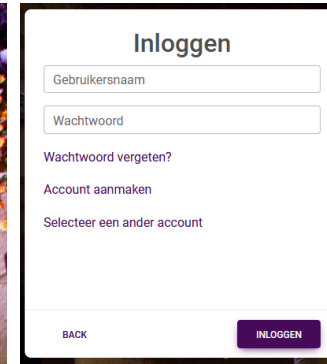 Inloggen
Gebruikersnaam
Wachtwoord
Wachtwoord vergeten?
Account aanmaken
Selecteer een ander account
BACK
INLOGGEN